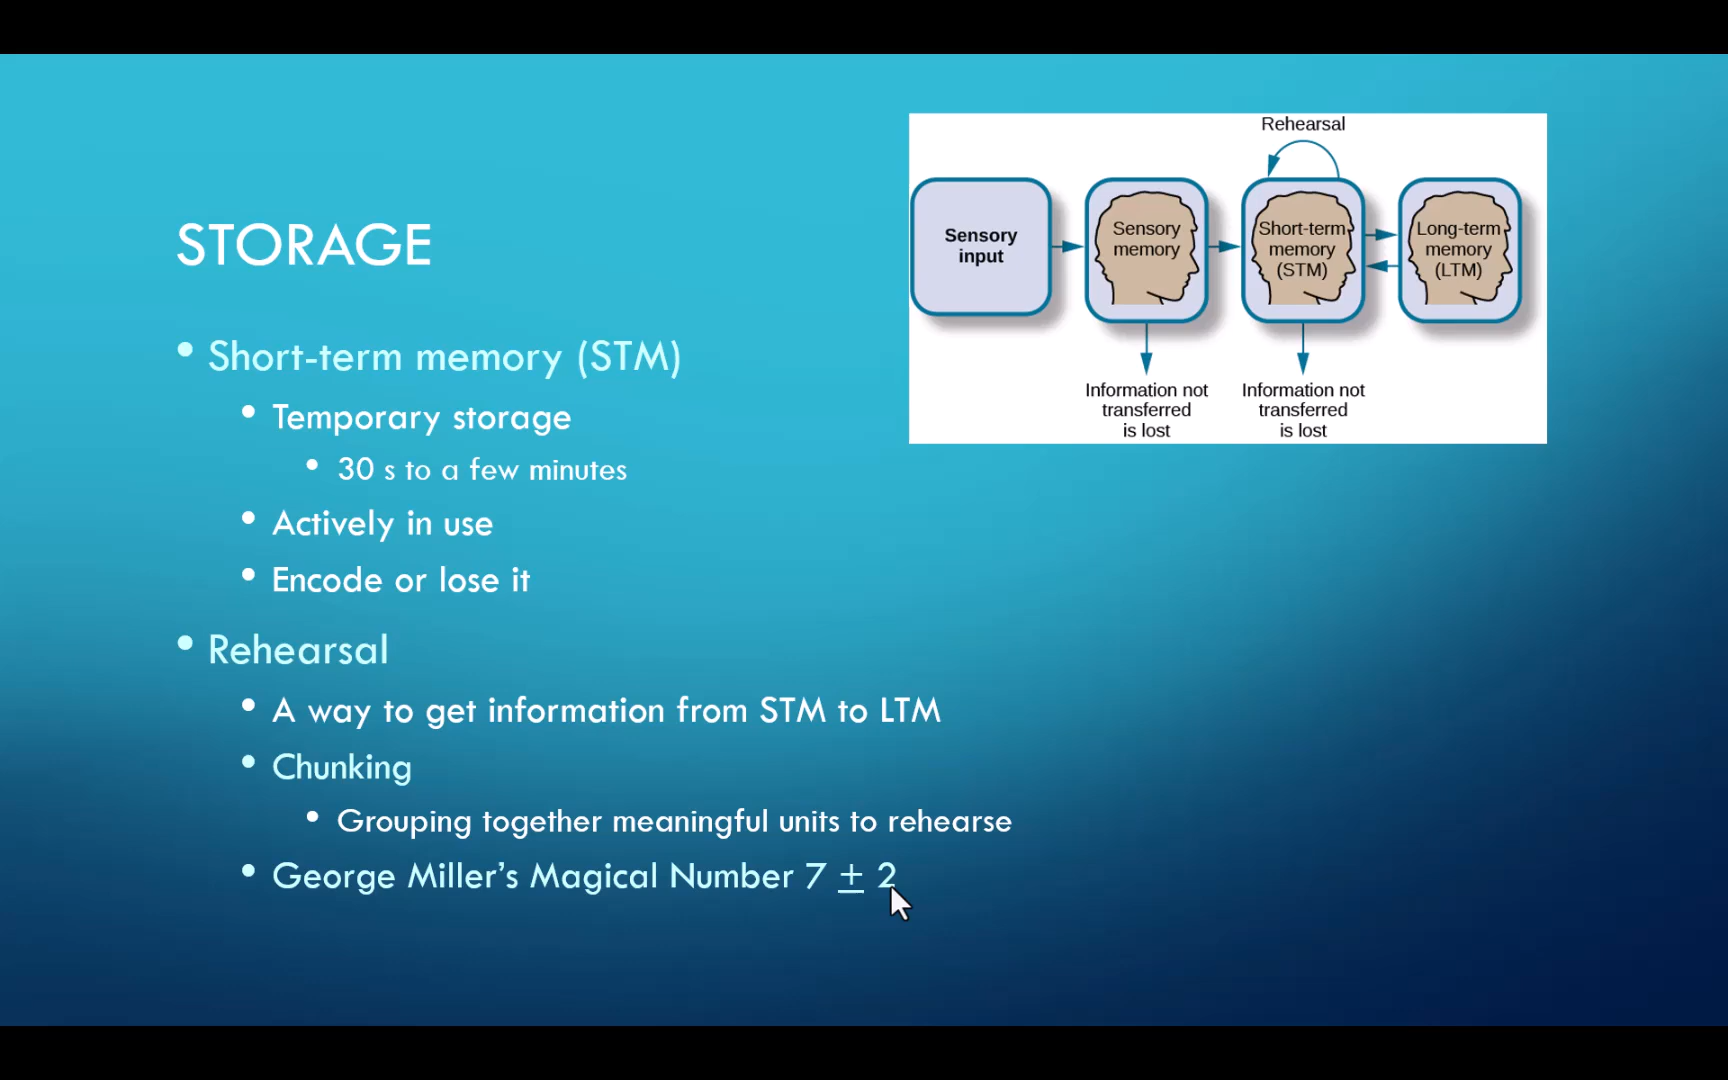 STORAGE
• Short-term memory (STM)
• Temporary storage
• 30 s to a few minutes
• Actively in use
• Encode or lose it
• Rehearsal
• A way to get information from STM to LTM
• Chunking
• Grouping together meaningful units to rehearse
• George Miller’s Magical Number 7 ± 2
Rehearsal
Sensory
input
Sensory
memory
Short-term
memory
(STM)
Long-term
memory
(LTM)
Information not
transferred
is lost
Information not
transferred
is lost